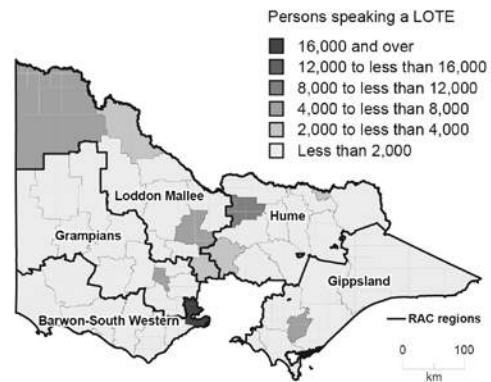 Persons speaking a LOTE
16,000 and over
12,000 to less than 16,000
8,000 to less than 12,000
4,000 to less than 8,000
2,000 to less than 4,000
Less than 2,000
Loddon Mallee
Hume
Grampians
Gippsland
Barwon-South Western
RAC regions
0 100
km